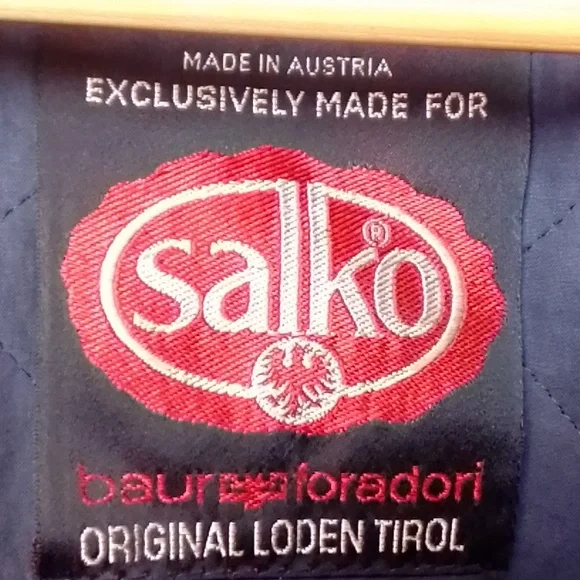 MADE IN AUSTRIA
EXCLUSIVELY MADE FOR
salko®
baur foradori
ORIGINAL LODEN TIROL